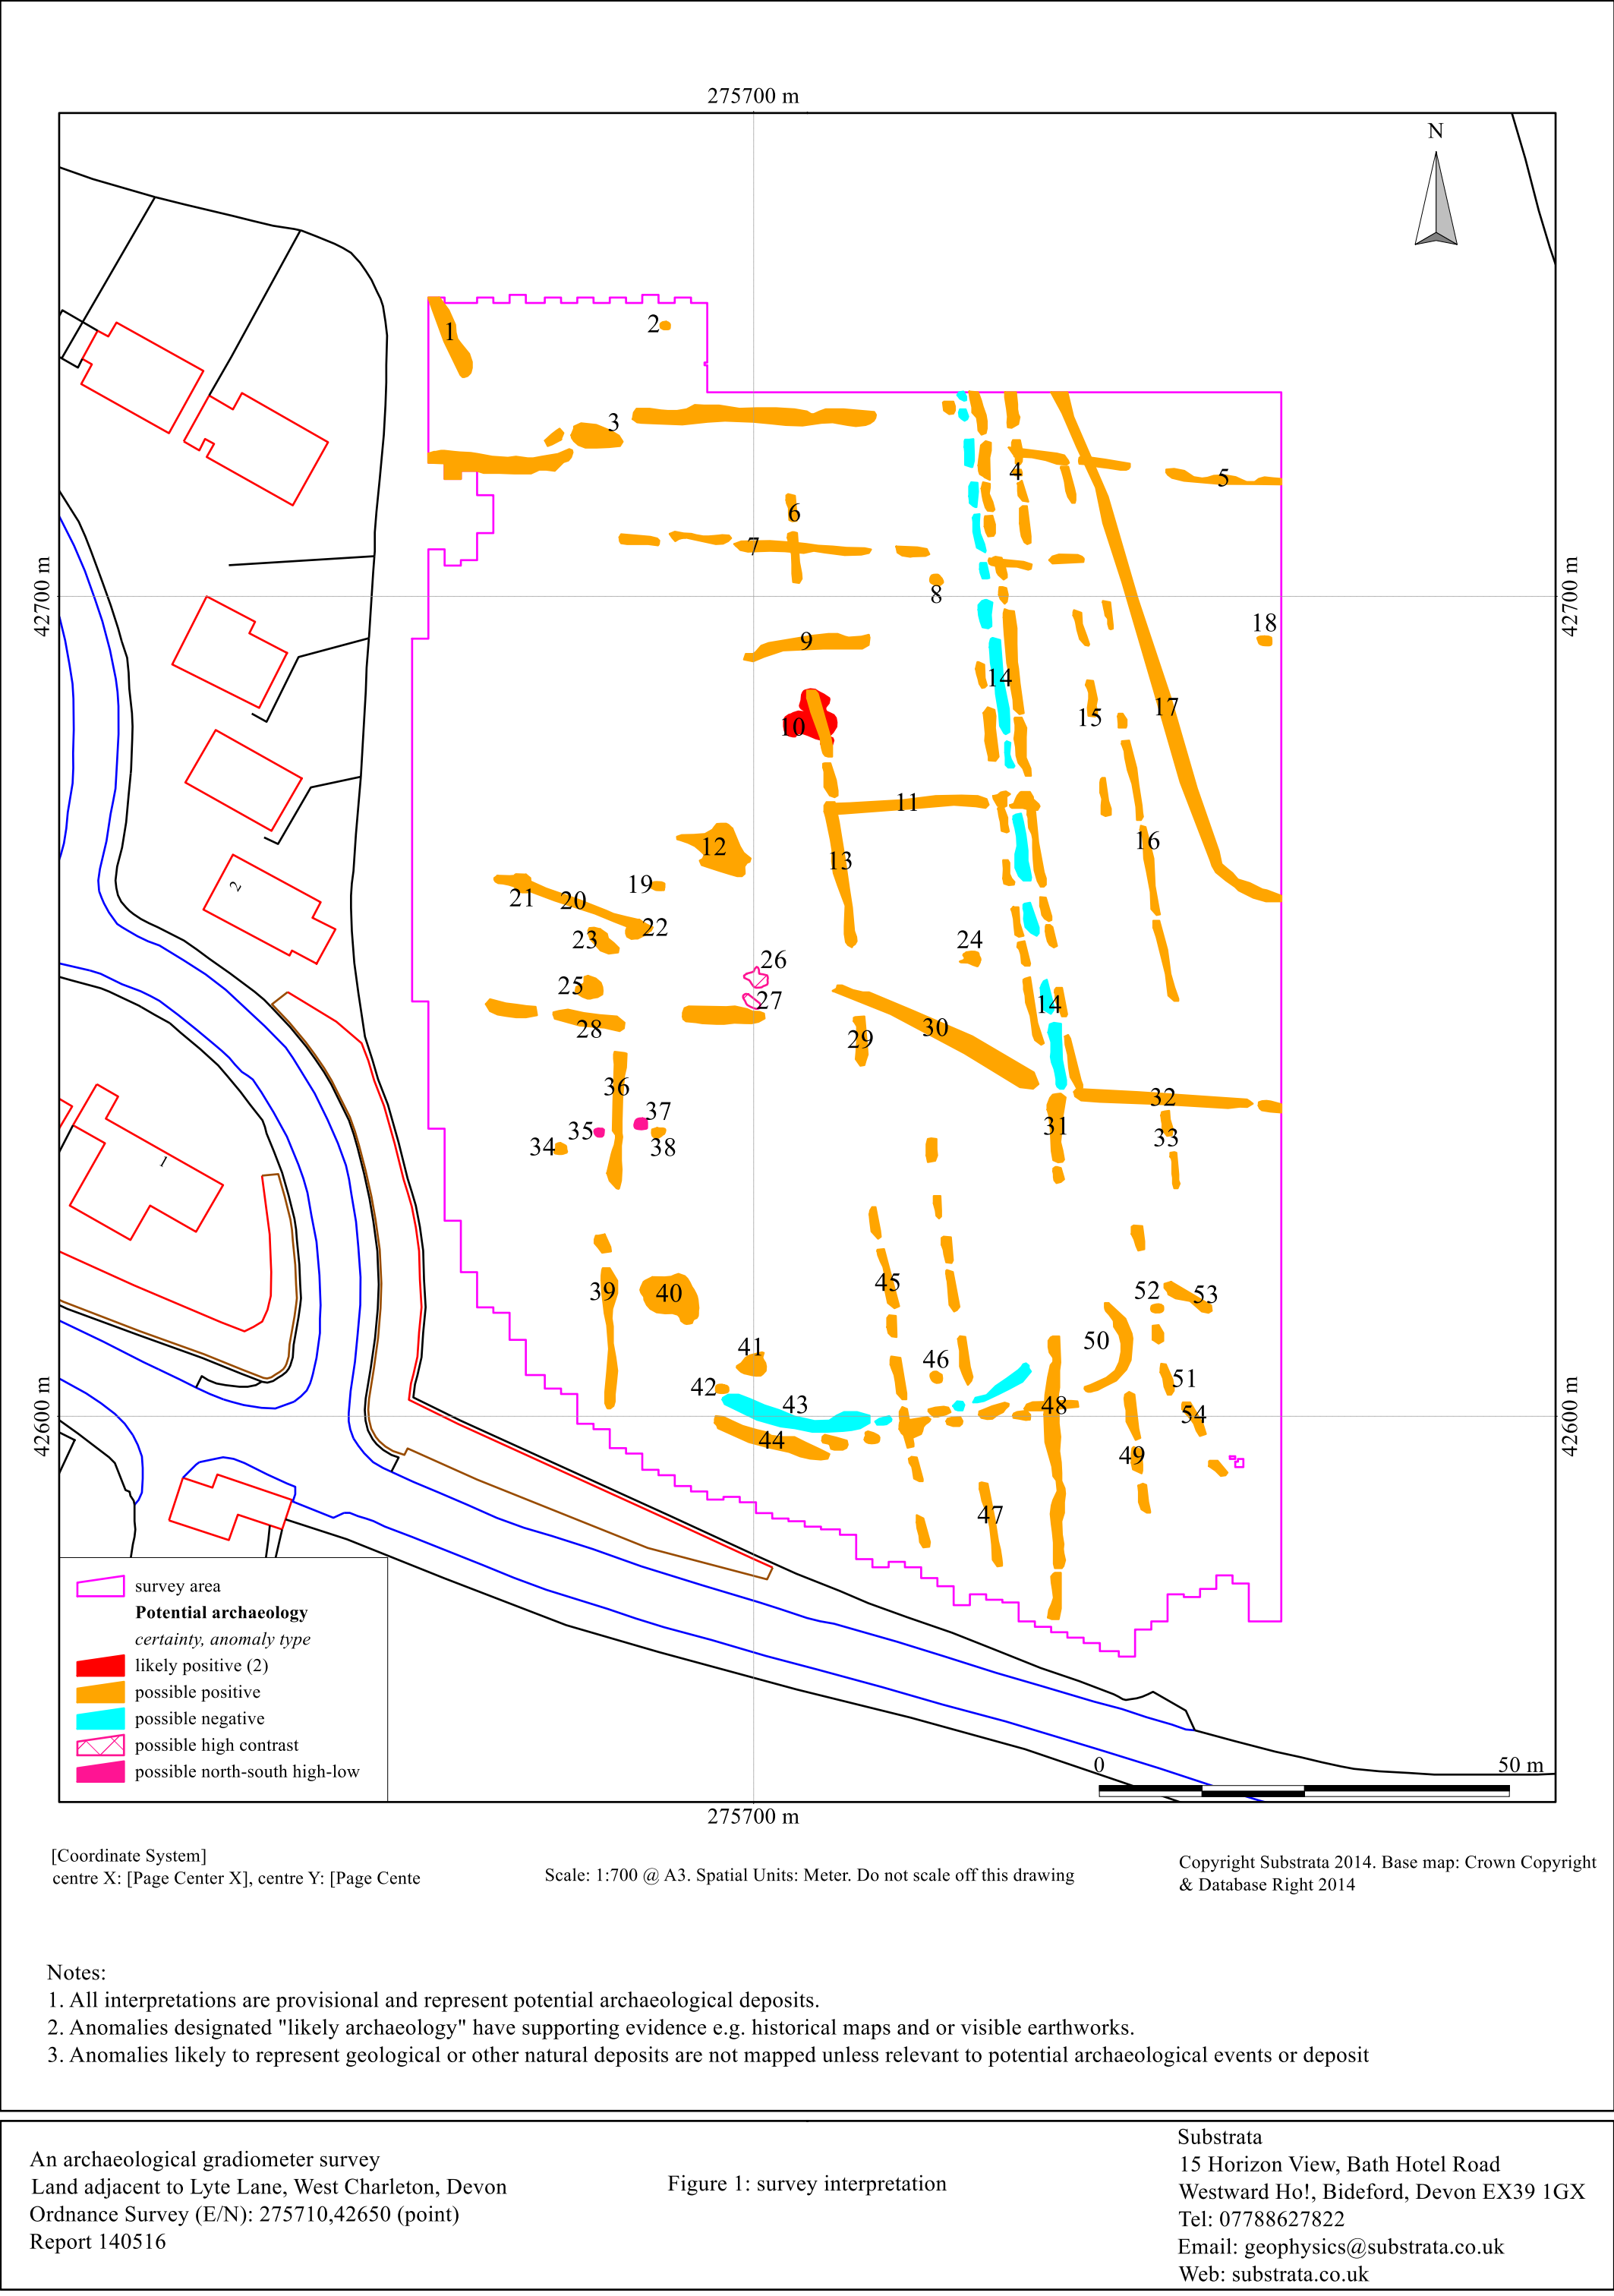 275700 m
N
1
2
3
4
5
6
7
42700 m
42700 m
8
18
9
14
15
17
10
11
16
12
13
19
21
20
22
23
24
2
26
25
27
14
28
29
30
36
32
37
31
35
33
34
38
1
39
40
45
52
53
50
41
46
51
42
43
48
54
42600 m
42600 m
44
49
47
survey area
Potential archaeology
certainty, anomaly type
likely positive (2)
possible positive
possible negative
possible high contrast
possible north-south high-low
0
50 m
275700 m
[Coordinate System]
centre X: [Page Center X], centre Y: [Page Cente
Scale: 1:700 @ A3. Spatial Units: Meter. Do not scale off this drawing
Copyright Substrata 2014. Base map: Crown Copyright
& Database Right 2014
Notes:
1. All interpretations are provisional and represent potential archaeological deposits.
2. Anomalies designated "likely archaeology" have supporting evidence e.g. historical maps and or visible earthworks.
3. Anomalies likely to represent geological or other natural deposits are not mapped unless relevant to potential archaeological events or deposit
An archaeological gradiometer survey
Land adjacent to Lyte Lane, West Charleton, Devon
Ordnance Survey (E/N): 275710,42650 (point)
Report 140516
Figure 1: survey interpretation
Substrata
15 Horizon View, Bath Hotel Road
Westward Ho!, Bideford, Devon EX39 1GX
Tel: 07788627822
Email: geophysics@substrata.co.uk
Web: substrata.co.uk